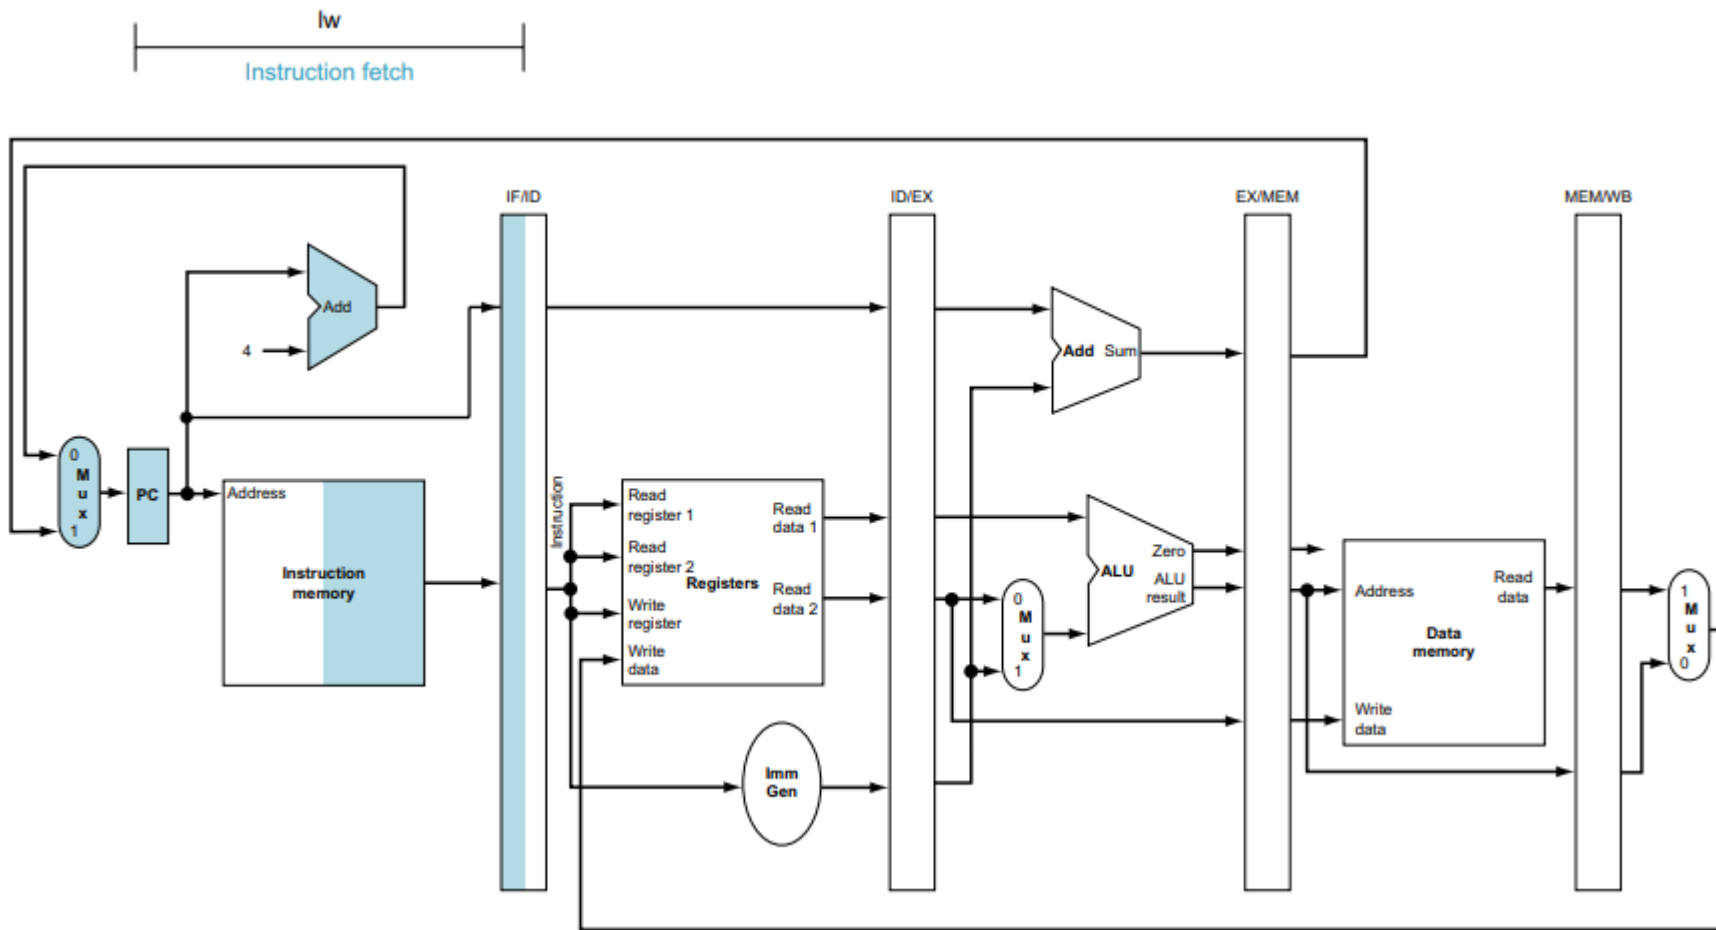 lw
Instruction fetch
IF/ID
ID/EX
EX/MEM
MEM/WB
Add
4
Add Sum
0
M
u
x
1
PC
Address
Instruction
memory
Instruction
Read
register 1
Read
register 2
Write
register
Write
data
Registers
Read
data 1
Read
data 2
Imm
Gen
0
M
u
x
1
ALU
Zero
ALU
result
Address
Read
data
Data
memory
Write
data
1
M
u
x
0